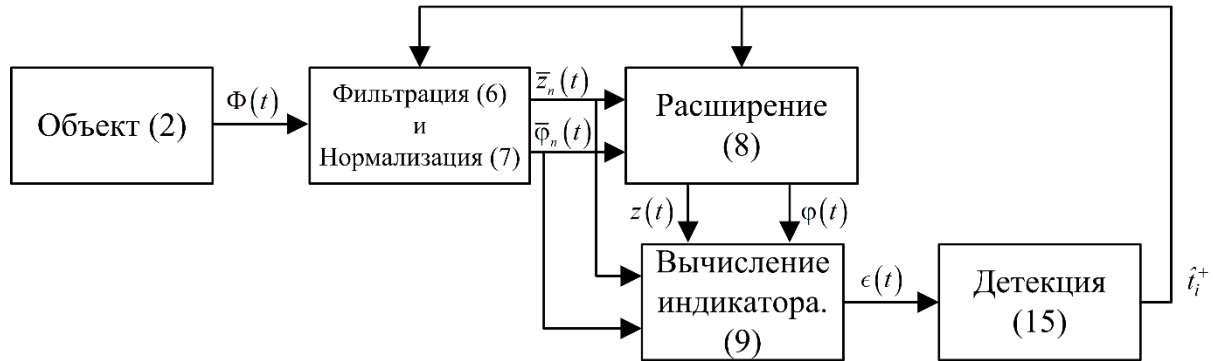 Объект (2)
Φ(t)
Фильтрация (6)
и
Нормализация (7)
z̅ₙ(t)
φ̅ₙ(t)
Расширение
(8)
z(t)
φ(t)
Вычисление
индикатора.
(9)
ϵ(t)
Детекция
(15)
t̂ᵢ⁺